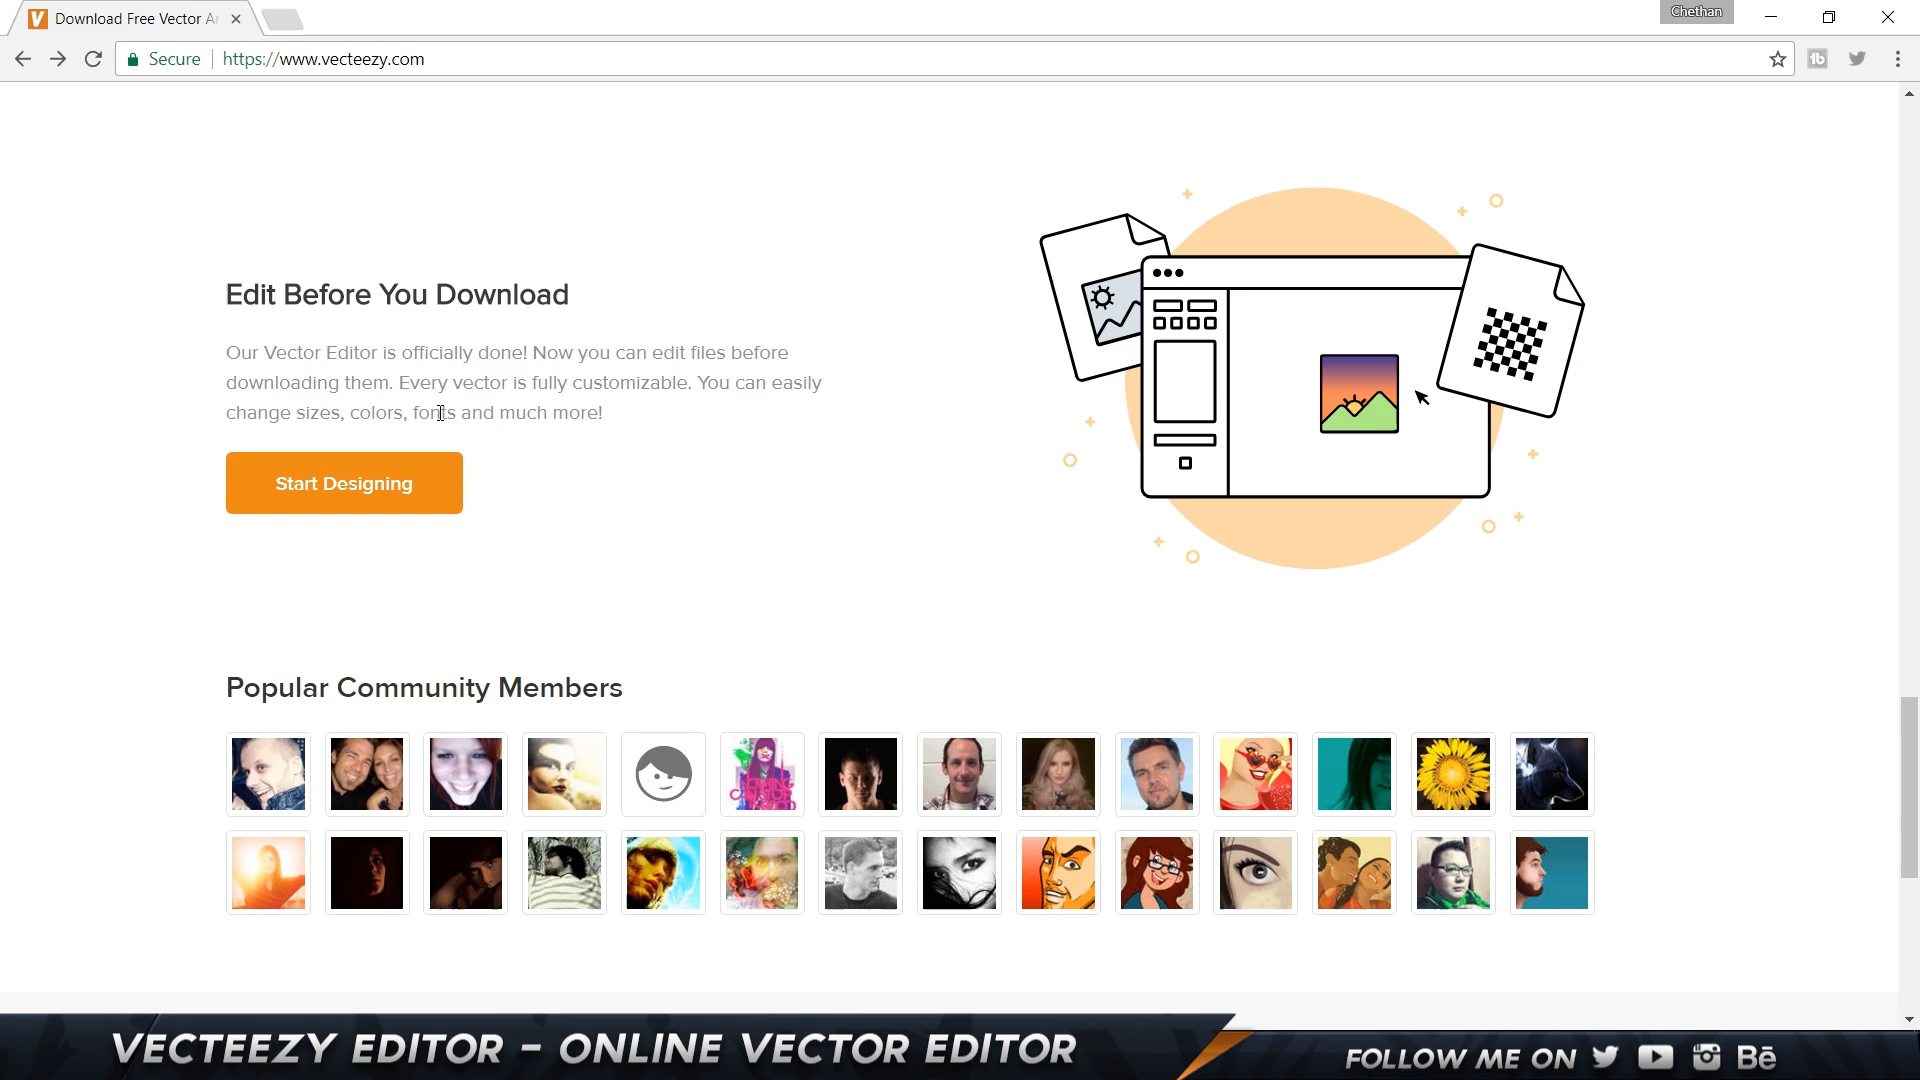 Download Free Vector Ar
Chethan
Secure
https://www.vecteezy.com
Edit Before You Download
Our Vector Editor is officially done! Now you can edit files before
downloading them. Every vector is fully customizable. You can easily
change sizes, colors, fonts and much more!
Start Designing
Popular Community Members
VECTEEZY EDITOR - ONLINE VECTOR EDITOR
FOLLOW ME ON
Bē